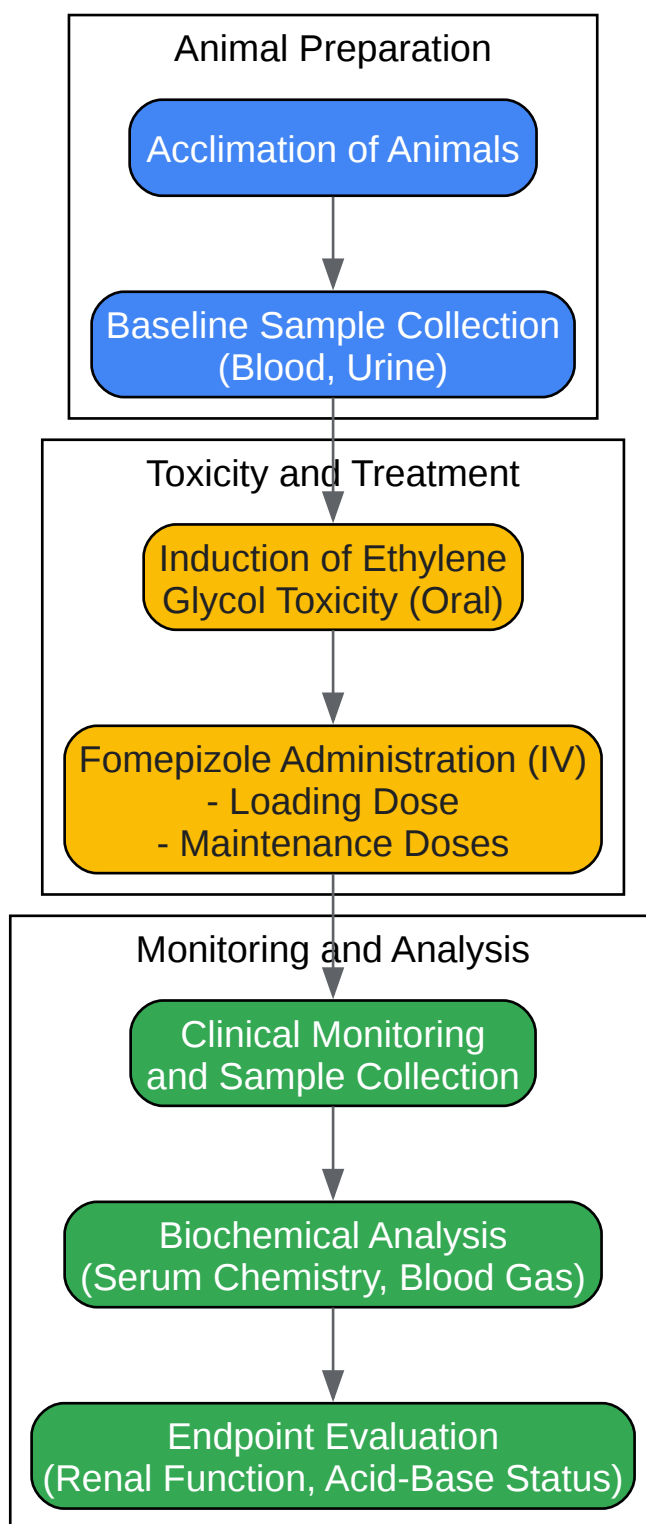 Animal Preparation
Acclimation of Animals
Baseline Sample Collection
(Blood, Urine)
Toxicity and Treatment
Induction of Ethylene
Glycol Toxicity (Oral)
Fomepizole Administration (IV)
- Loading Dose
- Maintenance Doses
Monitoring and Analysis
Clinical Monitoring
and Sample Collection
Biochemical Analysis
(Serum Chemistry, Blood Gas)
Endpoint Evaluation
(Renal Function, Acid-Base Status)